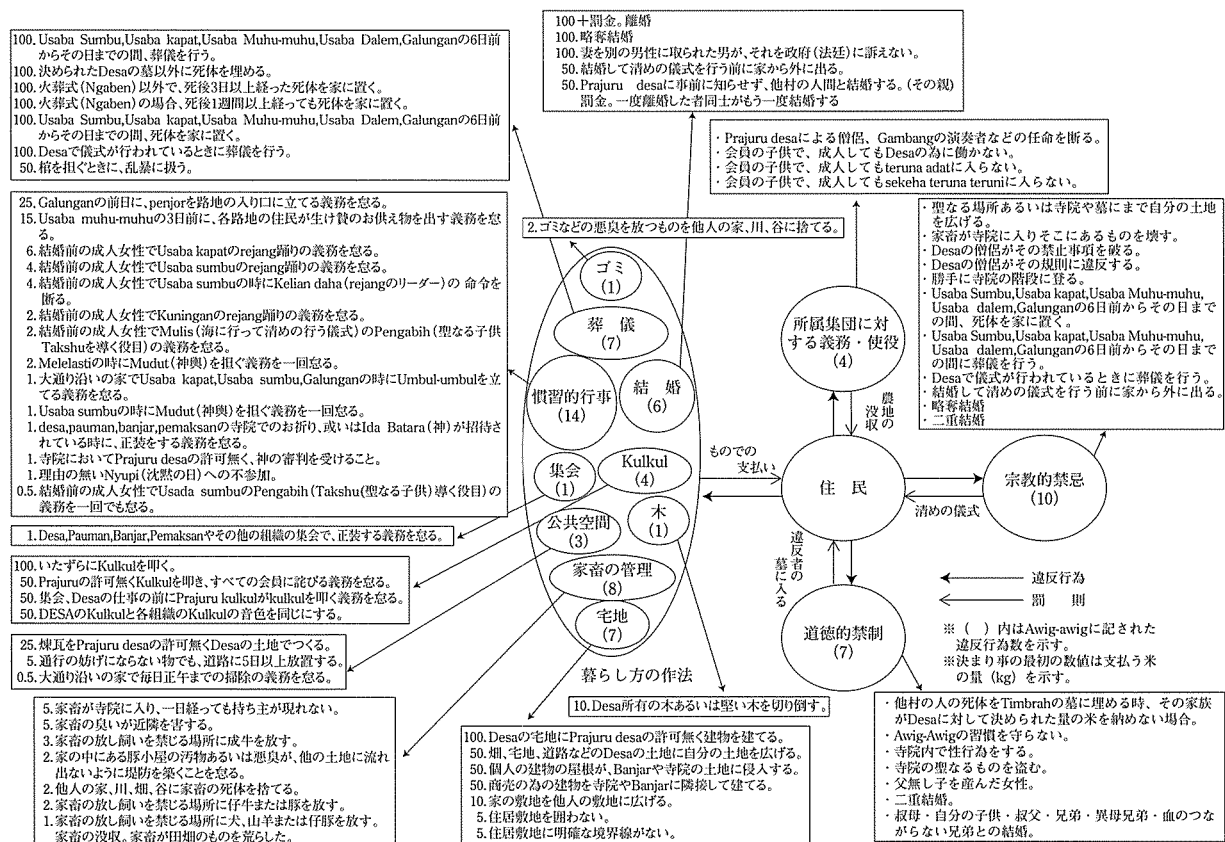 100. Usaba Sumbu,Usaba kapat,Usaba Muhu-muhu,Usaba Dalem,Galunganの6日前
からその日までの間、葬儀を行う。
100. 決められたDesaの墓以外に死体を埋める。
100. 火葬式(Ngaben)以外で、死後3日以上経った死体を家に置く。
100. 火葬式(Ngaben)の場合、死後1週間以上経っても死体を家に置く。
100. Usaba Sumbu,Usaba kapat,Usaba Muhu-muhu,Usaba Dalem,Galunganの6日前
からその日までの間、死体を家に置く。
100. Desaで儀式が行われているときに葬儀を行う。
50. 棺を担ぐときに、乱暴に扱う。
100+罰金。離婚
100. 略奪結婚
100. 妻を別の男性に取られた男が、それを政府(法廷)に訴えない。
50. 結婚して清めの儀式を行う前に家から外に出る。
50. Prajuru desaに事前に知らせず、他村の人間と結婚する。(その親)
罰金。一度離婚した者同士がもう一度結婚する
・Prajuru desaによる僧侶、Gambangの演奏者などの任命を断る。
・会員の子供で、成人してもDesaの為に働かない。
・会員の子供で、成人してもteruna adatに入らない。
・会員の子供で、成人してもsekeha teruna teruniに入らない。
25. Galunganの前日に、penjorを路地の入り口に立てる義務を怠る。
15. Usaba muhu-muhuの3日前に、各路地の住民が生け贄のお供え物を出す義務を怠
る。
6. 結婚前の成人女性でUsaba kapatのrejang踊りの義務を怠る。
4. 結婚前の成人女性でUsaba sumbuのrejang踊りの義務を怠る。
4. 結婚前の成人女性でUsaba sumbuの時にKelian daha(rejangのリーダー)の 命令を
断る。
2. 結婚前の成人女性でKuninganのrejang踊りの義務を怠る。
2. 結婚前の成人女性でMulis(海に行って清めの行う儀式)のPengabih(聖なる子供
Takshuを導く役目)の義務を怠る。
2. Melelastiの時にMudut(神輿)を担ぐ義務を一回怠る。
1. 大通り沿いの家でUsaba kapat,Usaba sumbu,Galunganの時にUmbul-umbulを立
てる義務を怠る。
1. Usaba sumbuの時にMudut(神輿)を担ぐ義務を一回怠る。
1. desa,pauman,banjar,pemaksanの寺院でのお祈り、或いはIda Batara(神)が招待
されている時に、正装をする義務を怠る。
1. 寺院においてPrajuru desaの許可無く、神の審判を受けること。
1. 理由の無いNyupi(沈黙の日)への不参加。
0.5. 結婚前の成人女性でUsada sumbuのPengabih(Takshu(聖なる子供)導く役目)の
義務を一回でも怠る。
2. ゴミなどの悪臭を放つものを他人の家、川、谷に捨てる。
・聖なる場所あるいは寺院や墓にまで自分の土地
を広げる。
・家畜が寺院に入りそこにあるものを壊す。
・Desaの僧侶がその禁止事項を破る。
・Desaの僧侶がその規則に違反する。
・勝手に寺院の階段に登る。
・Usaba Sumbu,Usaba kapat,Usaba Muhu-muhu,
Usaba dalem,Galunganの6日前からその日まで
の間、死体を家に置く。
・Usaba Sumbu,Usaba kapat,Usaba Muhu-muhu,
Usaba dalem,Galunganの6日前からその日まで
の間に葬儀を行う。
・Desaで儀式が行われているときに葬儀を行う。
・結婚して清めの儀式を行う前に家から外に出る。
・略奪結婚
・二重結婚
ゴミ
(1)
葬 儀
(7)
慣習的行事
(14)
結 婚
(6)
集会
(1)
Kulkul
(4)
公共空間
(3)
木
(1)
家畜の管理
(8)
宅地
(7)
暮らし方の作法
所属集団に対
する義務・使役
(4)
農地の
没収
ものでの
支払い
住 民
清めの儀式
宗教的禁忌
(10)
違反者の
墓に入る
道徳的禁制
(7)
違反行為
罰 則
※( )内はAwig-awigに記された
違反行為数を示す。
※決まり事の最初の数値は支払う米
の量(kg)を示す。
1. Desa,Pauman,Banjar,Pemaksanやその他の組織の集会で、正装する義務を怠る。
100. いたずらにKulkulを叩く。
50. Prajuruの許可無くKulkulを叩き、すべての会員に詫びる義務を怠る。
50. 集会、Desaの仕事の前にPrajuru kulkulがkulkulを叩く義務を怠る。
50. DESAのKulkulと各組織のKulkulの音色を同じにする。
25. 煉瓦をPrajuru desaの許可無くDesaの土地でつくる。
5. 通行の妨げにならない物でも、道路に5日以上放置する。
0.5. 大通り沿いの家で毎日正午までの掃除の義務を怠る。
5. 家畜が寺院に入り、一日経っても持ち主が現れない。
5. 家畜の臭いが近隣を害する。
3. 家畜の放し飼いを禁じる場所に成牛を放す。
2. 家の中にある豚小屋の汚物あるいは悪臭が、他の土地に流れ
出ないように堤防を築くことを怠る。
2. 他人の家、川、畑、谷に家畜の死体を捨てる。
2. 家畜の放し飼いを禁じる場所に仔牛または豚を放す。
1. 家畜の放し飼いを禁じる場所に犬、山羊または仔豚を放す。
家畜の没収。家畜が田畑のものを荒らした。
10. Desa所有の木あるいは堅い木を切り倒す。
100. Desaの宅地にPrajuru desaの許可無く建物を建てる。
50. 畑、宅地、道路などのDesaの土地に自分の土地を広げる。
50. 個人の建物の屋根が、Banjarや寺院の土地に侵入する。
50. 商売の為の建物を寺院やBanjarに隣接して建てる。
10. 家の敷地を他人の敷地に広げる。
5. 住居敷地を囲わない。
5. 住居敷地に明確な境界線がない。
・他村の人の死体をTimbrahの墓に埋める時、その家族
がDesaに対して決められた量の米を納めない場合。
・Awig-Awigの習慣を守らない。
・寺院内で性行為をする。
・寺院の聖なるものを盗む。
・父無し子を産んだ女性。
・二重結婚。
・叔母・自分の子供・叔父・兄弟・異母兄弟・血のつな
がらない兄弟との結婚。